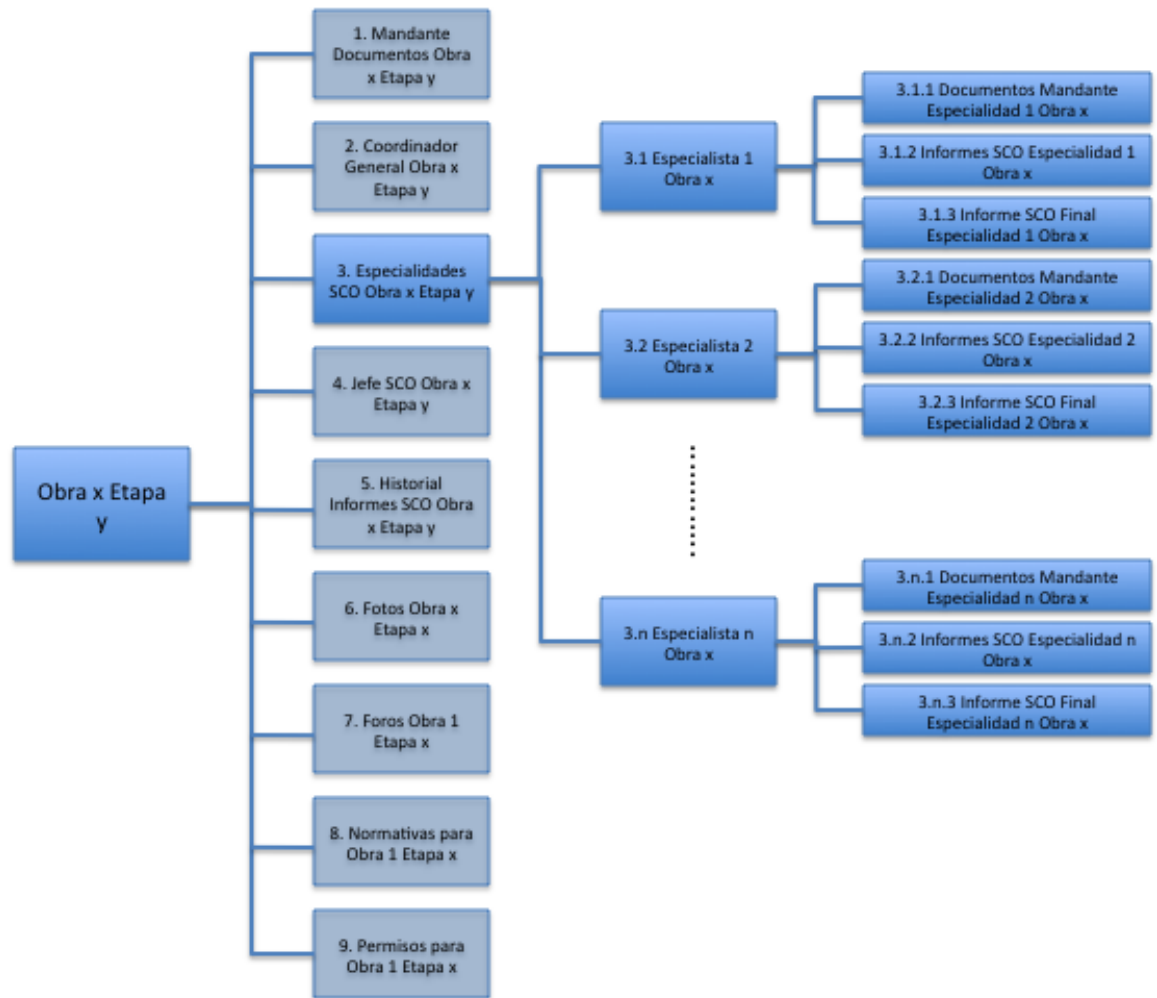 Obra x Etapa
y
1. Mandante
Documentos Obra
x Etapa y
2. Coordinador
General Obra x
Etapa y
3. Especialidades
SCO Obra x Etapa y
4. Jefe SCO Obra x
Etapa y
5. Historial
Informes SCO Obra
x Etapa y
6. Fotos Obra x
Etapa x
7. Foros Obra 1
Etapa x
8. Normativas para
Obra 1 Etapa x
9. Permisos para
Obra 1 Etapa x
3.1 Especialista 1
Obra x
3.1.1 Documentos Mandante
Especialidad 1 Obra x
3.1.2 Informes SCO Especialidad 1
Obra x
3.1.3 Informe SCO Final
Especialidad 1 Obra x
3.2 Especialista 2
Obra x
3.2.1 Documentos Mandante
Especialidad 2 Obra x
3.2.2 Informes SCO Especialidad 2
Obra x
3.2.3 Informe SCO Final
Especialidad 2 Obra x
3.n Especialista n
Obra x
3.n.1 Documentos Mandante
Especialidad n Obra x
3.n.2 Informes SCO Especialidad n
Obra x
3.n.3 Informe SCO Final
Especialidad n Obra x